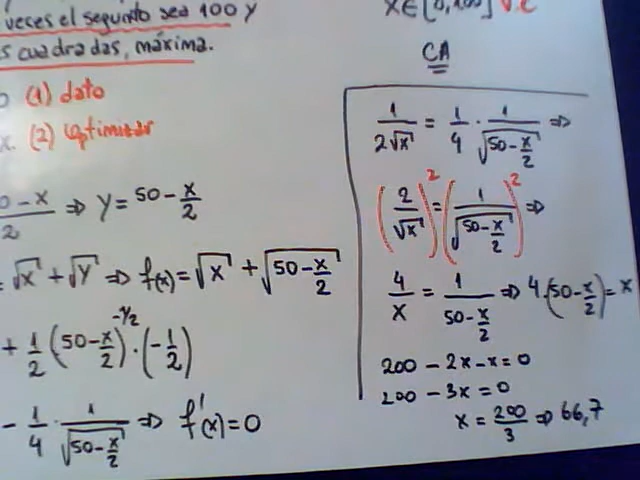 veces el segundo sea 100 y
s cuadradas, máxima.
(1) dato
x. (2) Optimizar
0-x/2 ⇒ y = 50 - x/2
= √x + √y ⇒ f(x) = √x + √(50 - x/2)
+ 1/2 (50 - x/2)^(-1/2) · (-1/2)
- 1/4 · 1/√(50 - x/2) ⇒ f'(x) = 0
CA
1/(2√x) = 1/4 · 1/√(50 - x/2) ⇒
(2/√x)^2 = (1/√(50 - x/2))^2 ⇒
4/x = 1/(50 - x/2) ⇒ 4·(50 - x/2) = x
200 - 2x - x = 0
200 - 3x = 0
x = 200/3 ⇒ 66,7